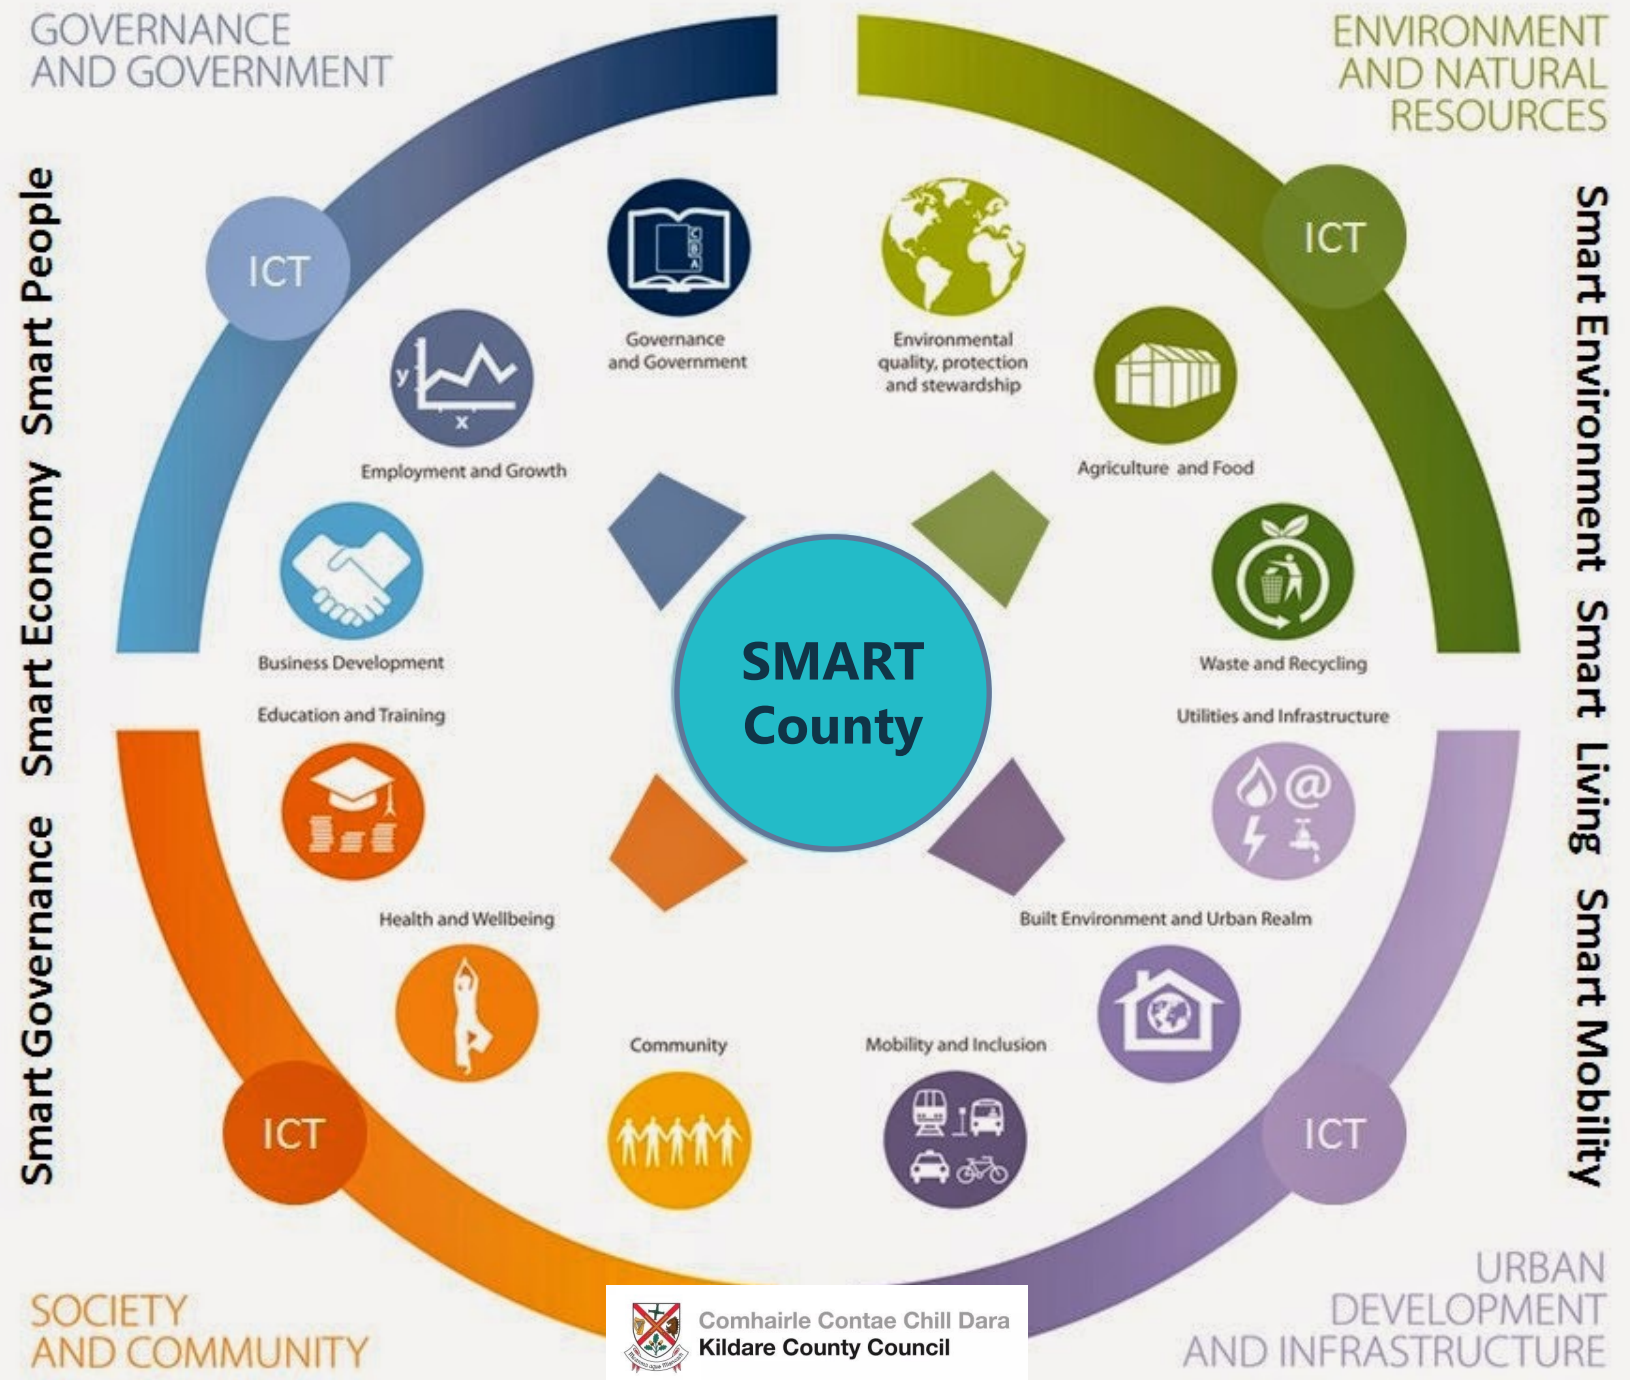 GOVERNANCE
AND GOVERNMENT
ENVIRONMENT
AND NATURAL
RESOURCES
Smart Governance Smart Economy Smart People
Smart Environment Smart Living Smart Mobility
ICT
ICT
C
B
A
Governance
and Government
Environmental
quality, protection
and stewardship
y
x
Employment and Growth
Agriculture and Food
Business Development
Waste and Recycling
SMART
County
Education and Training
Utilities and Infrastructure
@
Health and Wellbeing
Built Environment and Urban Realm
Community
Mobility and Inclusion
ICT
ICT
SOCIETY
AND COMMUNITY
URBAN
DEVELOPMENT
AND INFRASTRUCTURE
Comhairle Contae Chill Dara
Kildare County Council